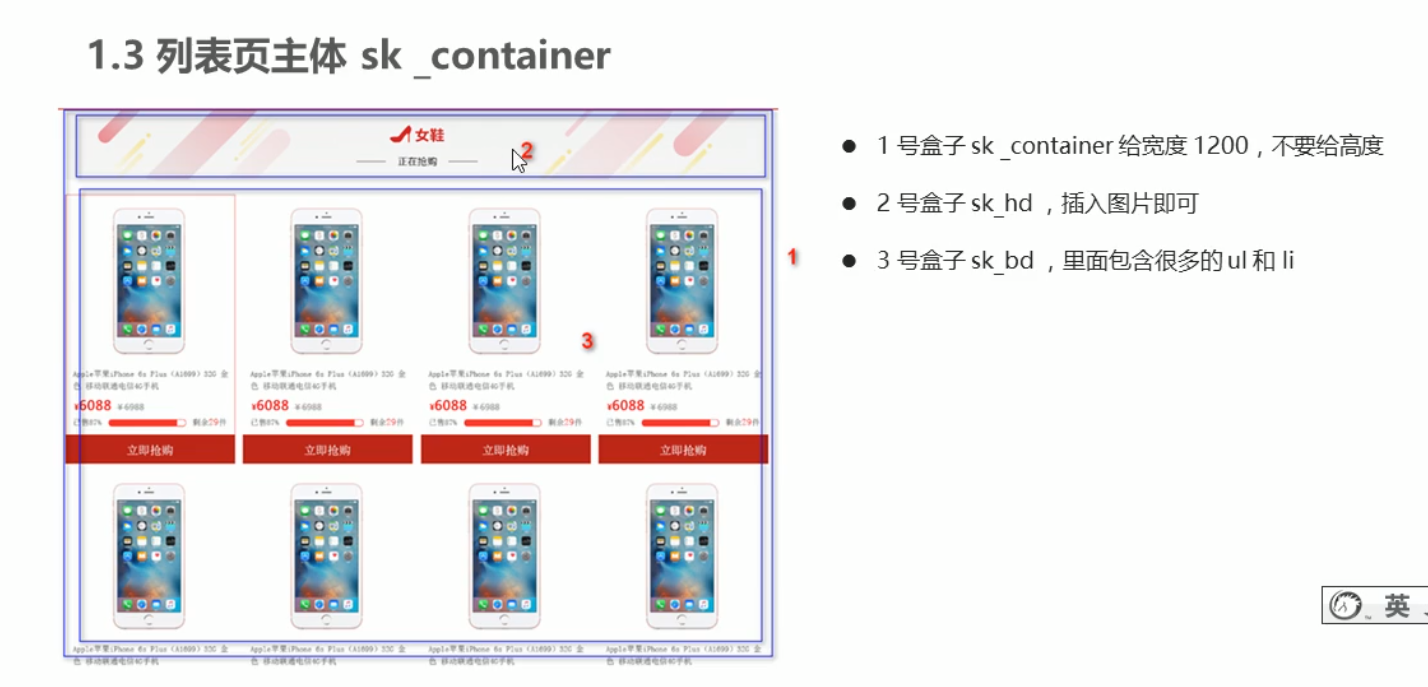 1.3 列表页主体 sk _container
女鞋
2
正在抢购
1 号盒子 sk _container 给宽度 1200，不要给高度
2 号盒子 sk_hd ，插入图片即可
1
3 号盒子 sk_bd ，里面包含很多的 ul 和 li
3
Apple苹果iPhone 6s Plus（A1699）32G 金
色 移动联通电信4G手机
¥6088 ¥6988
已售87% 剩余29件
立即抢购
Apple苹果iPhone 6s Plus（A1699）32G 金
色 移动联通电信4G手机
¥6088 ¥6988
已售87% 剩余29件
立即抢购
Apple苹果iPhone 6s Plus（A1699）32G 金
色 移动联通电信4G手机
¥6088 ¥6988
已售87% 剩余29件
立即抢购
Apple苹果iPhone 6s Plus（A1699）32G 金
色 移动联通电信4G手机
¥6088 ¥6988
已售87% 剩余29件
立即抢购
英
Apple苹果iPhone 6s Plus（A1699）32G 金
色 移动联通电信4G手机
Apple苹果iPhone 6s Plus（A1699）32G 金
色 移动联通电信4G手机
Apple苹果iPhone 6s Plus（A1699）32G 金
色 移动联通电信4G手机
Apple苹果iPhone 6s Plus（A1699）32G 金
色 移动联通电信4G手机